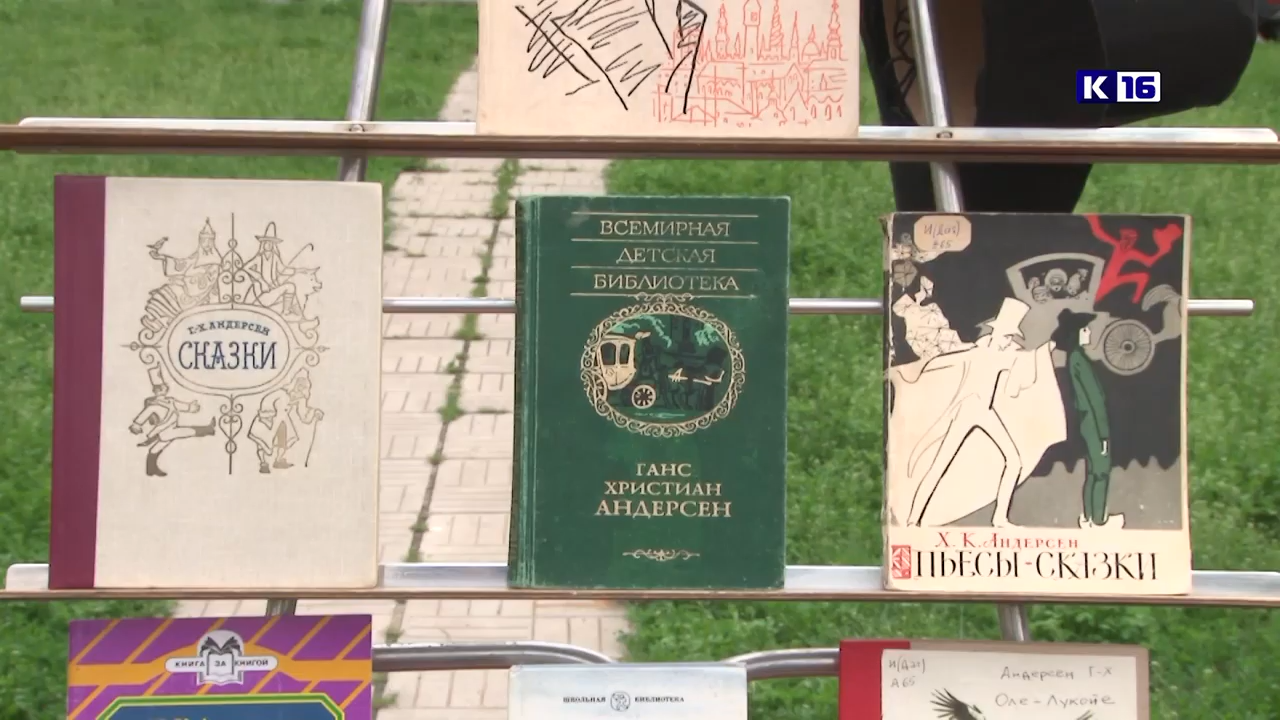 К 16
Г-Х. АНДЕРСЕН
СКАЗКИ
ВСЕМИРНАЯ
ДЕТСКАЯ
БИБЛИОТЕКА
ГАНС
ХРИСТИАН
АНДЕРСЕН
И(Дат)
Х. К. АНДЕРСЕН
ПЬЕСЫ-СКАЗКИ
КНИГА ЗА КНИГОЙ
ШКОЛЬНАЯ БИБЛИОТЕКА
И(Дат)
А65
Андерсен Г-Х
Оле-Лукойе